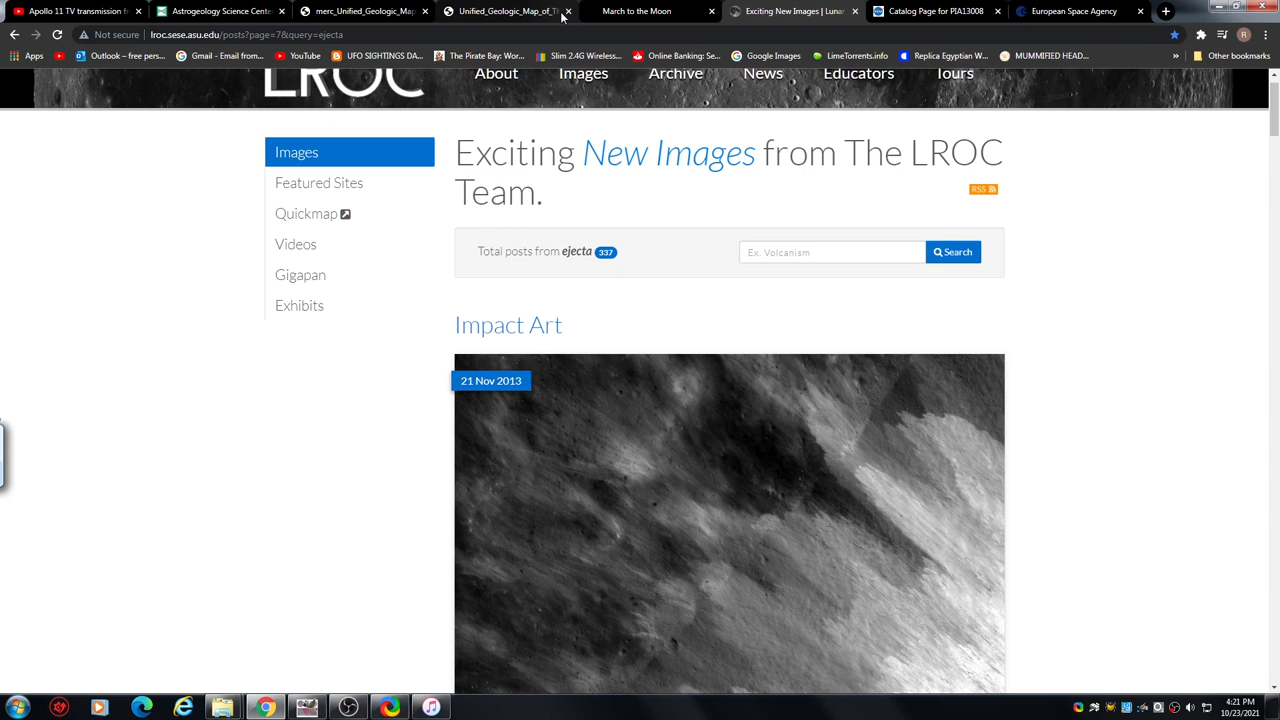 Apollo 11 TV transmission fr
Astrogeology Science Cente
merc_Unified_Geologic_Map
Unified_Geologic_Map_of_Th
March to the Moon
Exciting New Images | Lunar
Catalog Page for PIA13008
European Space Agency
Not secure
lroc.sese.asu.edu/posts?page=7&query=ejecta
Apps
Outlook – free pers...
Gmail - Email from...
YouTube
UFO SIGHTINGS DA...
The Pirate Bay: Wor...
Slim 2.4G Wireless...
Online Banking: Se...
Google Images
LimeTorrents.info
Replica Egyptian W...
MUMMIFIED HEAD...
»
Other bookmarks
LROC
About
Images
Archive
News
Educators
Tours
Images
Featured Sites
Quickmap
Videos
Gigapan
Exhibits
Exciting New Images from The LROC
Team.
RSS
Total posts from ejecta 337
Ex. Volcanism
Search
Impact Art
21 Nov 2013
4:21 PM
10/23/2021